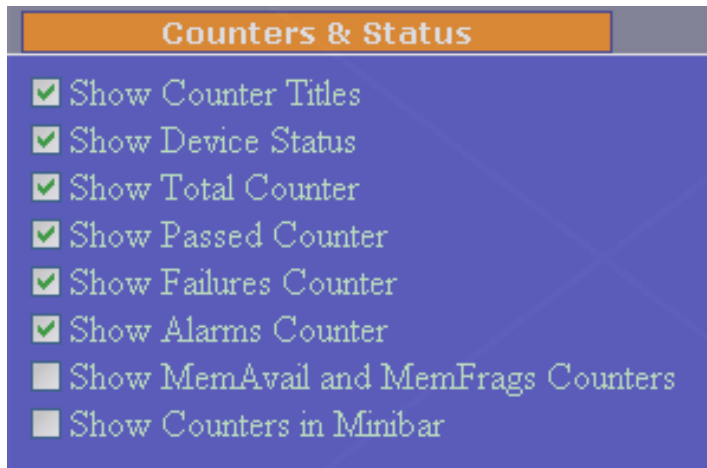 Counters & Status
Show Counter Titles
Show Device Status
Show Total Counter
Show Passed Counter
Show Failures Counter
Show Alarms Counter
Show MemAvail and MemFrags Counters
Show Counters in Minibar